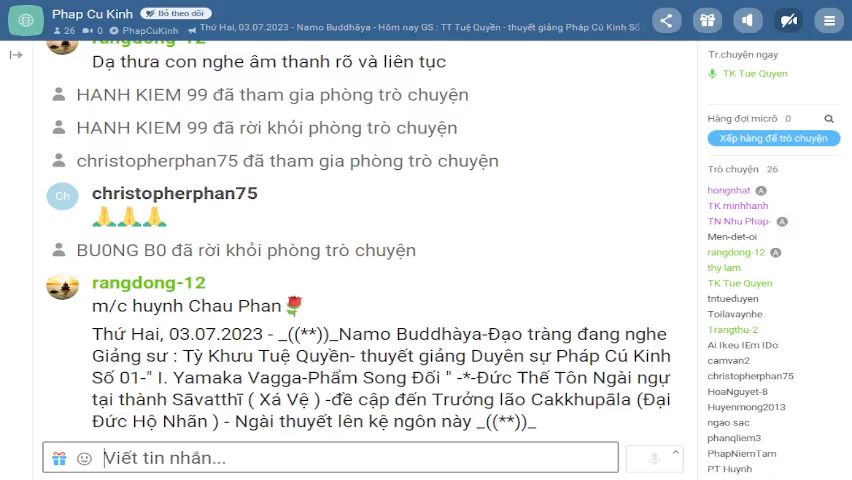 Phap Cu Kinh Bỏ theo dõi
26 0 PhapCuKinh Thứ Hai, 03.07.2023 - Namo Buddhãya - Hôm nay GS : TT Tuệ Quyền - thuyết giảng Pháp Cú Kinh Số
rangdong-12
Dạ thưa con nghe âm thanh rõ và liên tục
HANH KIEM 99 đã tham gia phòng trò chuyện
HANH KIEM 99 đã rời khỏi phòng trò chuyện
christopherphan75 đã tham gia phòng trò chuyện
Ch christopherphan75
🙏🙏🙏
BU0NG B0 đã rời khỏi phòng trò chuyện
rangdong-12
m/c huynh Chau Phan🌹
Thứ Hai, 03.07.2023 - _((**))_Namo Buddhàya-Đạo tràng đang nghe
Giảng sư : Tỳ Khưu Tuệ Quyền- thuyết giảng Duyên sự Pháp Cú Kinh
Số 01-" I. Yamaka Vagga-Phẩm Song Đối " -*-Đức Thế Tôn Ngài ngự
tại thành Sãvatthĩ ( Xá Vệ ) -đề cập đến Trưởng lão Cakkhupãla (Đại
Đức Hộ Nhãn ) - Ngài thuyết lên kệ ngôn này _((**))_
Viết tin nhắn...
Tr.chuyện ngay
TK Tue Quyen
Hàng đợi micrô 0
Xếp hàng để trò chuyện
Trò chuyện 26
hongnhat A
TK minhhanh
TN Nhu Phap- A
Men-det-oi
rangdong-12 A
thy lam
TK Tue Quyen
tntueduyen
Toilavaynhe
Trangthu-2
Ai Ikeu IEm IDo
camvan2
christopherphan75
HoaNguyet-8
Huyenmong2013
ngao sac
phanqliem3
PhapNiemTam
PT Huynh